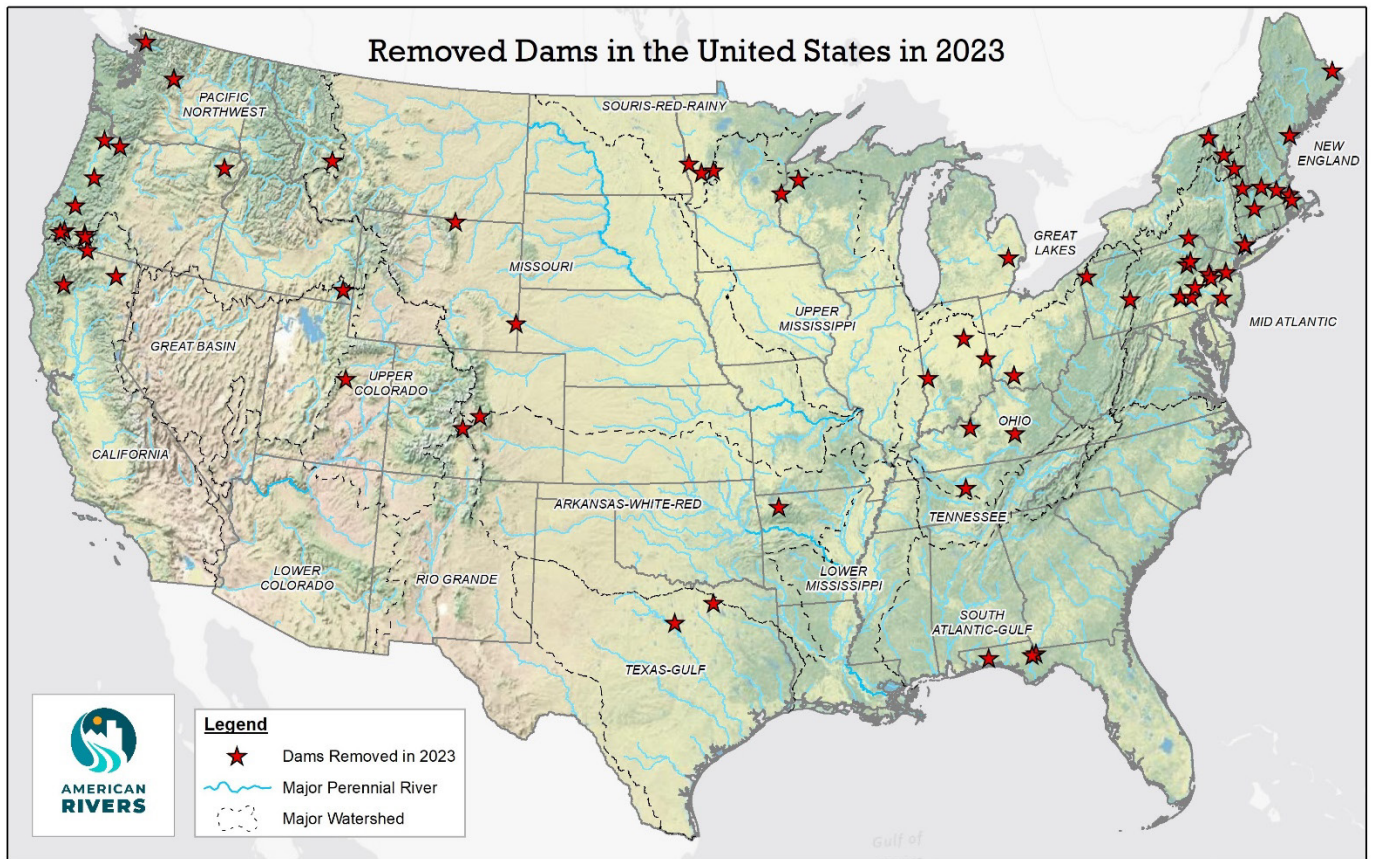 Removed Dams in the United States in 2023
PACIFIC
NORTHWEST
SOURIS-RED-RAINY
NEW
ENGLAND
GREAT
LAKES
MISSOURI
UPPER
MISSISSIPPI
MID ATLANTIC
GREAT BASIN
UPPER
COLORADO
OHIO
CALIFORNIA
ARKANSAS-WHITE-RED
TENNESSEE
LOWER
COLORADO
RIO GRANDE
LOWER
MISSISSIPPI
SOUTH
ATLANTIC-GULF
TEXAS-GULF
AMERICAN
RIVERS
Legend
Dams Removed in 2023
Major Perennial River
Major Watershed
Gulf of